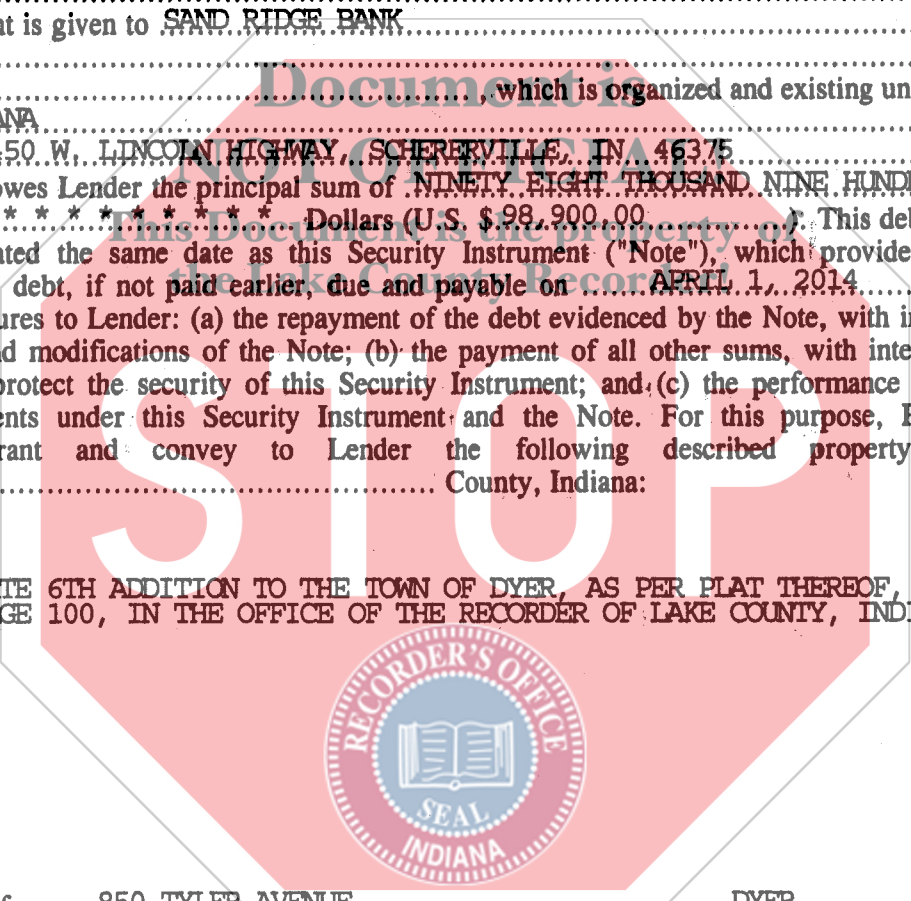 nt is given to SAND RIDGE BANK
, which is organized and existing un
ANA
50 W. LINCOLN HIGHWAY, SCHERERVILLE, IN 46375
owes Lender the principal sum of NINETY EIGHT THOUSAND NINE HUND
* * * * * * * * * * Dollars (U.S. $ 98,900.00 ). This de
ated the same date as this Security Instrument ("Note"), which provide
debt, if not paid earlier, due and payable on APRIL 1, 2014
ures to Lender: (a) the repayment of the debt evidenced by the Note, with i
d modifications of the Note; (b) the payment of all other sums, with inte
protect the security of this Security Instrument; and (c) the performance
ents under this Security Instrument and the Note. For this purpose,
rant and convey to Lender the following described property
County, Indiana:
TE 6TH ADDITION TO THE TOWN OF DYER, AS PER PLAT THEREOF,
GE 100, IN THE OFFICE OF THE RECORDER OF LAKE COUNTY, IND
850 TYLER AVENUE DYER
Document is
NOT OFFICIAL
This Document is the property of
the Lake County Recorder!
STOP
RECORDER'S OFFICE
SEAL
INDIANA